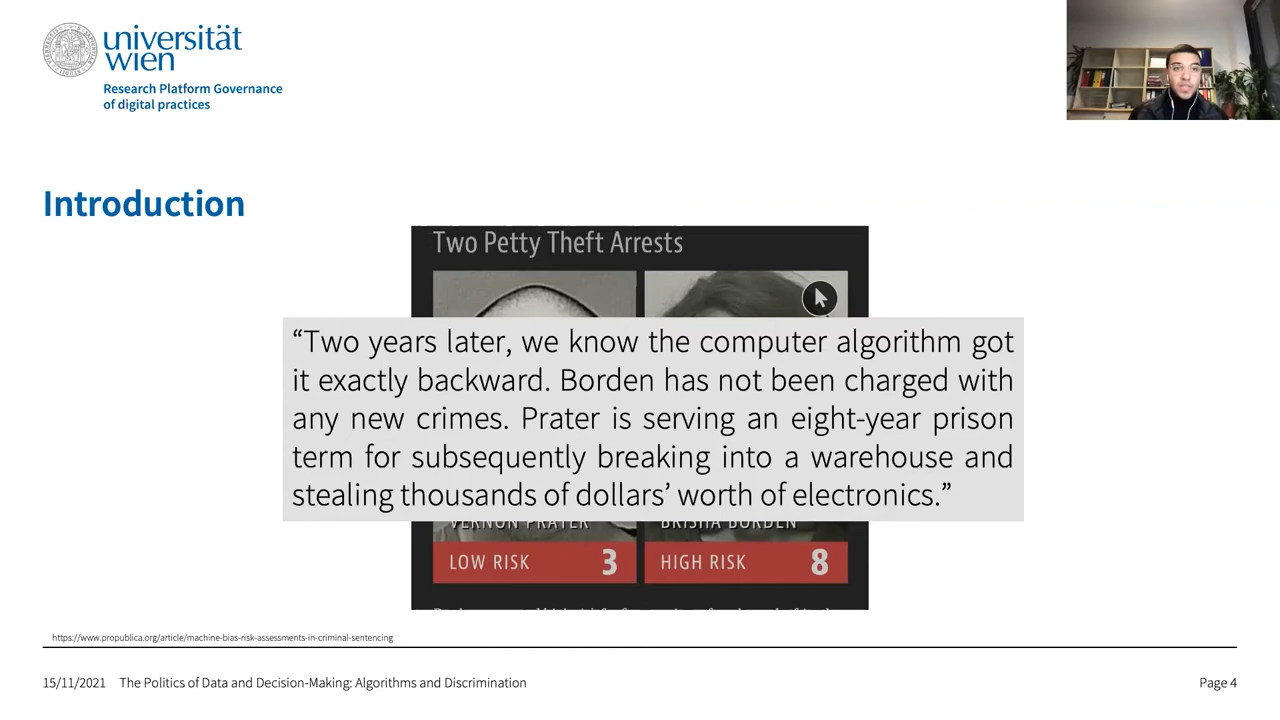 universität
wien
Research Platform Governance
of digital practices
Introduction
Two Petty Theft Arrests
“Two years later, we know the computer algorithm got
it exactly backward. Borden has not been charged with
any new crimes. Prater is serving an eight-year prison
term for subsequently breaking into a warehouse and
stealing thousands of dollars’ worth of electronics.”
VERNON PRATER
BRISHA BORDEN
LOW RISK 3
HIGH RISK 8
https://www.propublica.org/article/machine-bias-risk-assessments-in-criminal-sentencing
15/11/2021 The Politics of Data and Decision-Making: Algorithms and Discrimination Page 4